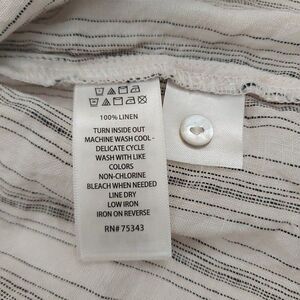 100% LINEN
TURN INSIDE OUT
MACHINE WASH COOL -
DELICATE CYCLE
WASH WITH LIKE
COLORS
NON-CHLORINE
BLEACH WHEN NEEDED
LINE DRY
LOW IRON
IRON ON REVERSE
RN# 75343